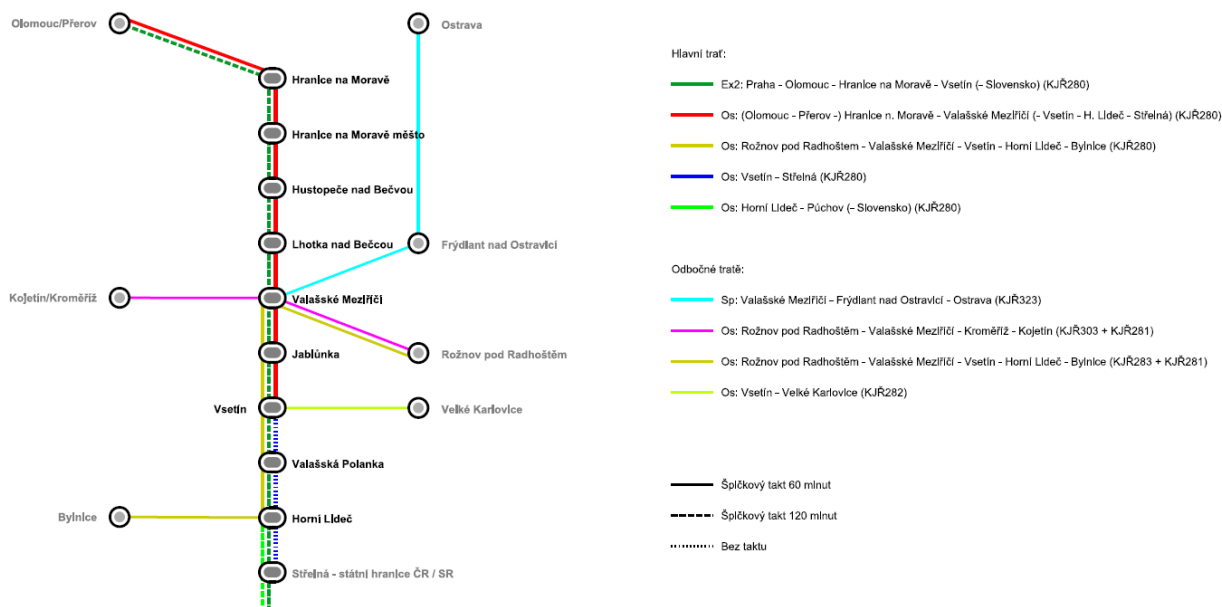 Olomouc/Přerov
Ostrava
Hranice na Moravě
Hranice na Moravě město
Hustopeče nad Bečvou
Lhotka nad Bečcou
Frýdlant nad Ostravicí
Kojetín/Kroměříž
Valašské Meziříčí
Jablůnka
Rožnov pod Radhoštěm
Vsetín
Velké Karlovice
Valašská Polanka
Bylnice
Horní Lideč
Střelná - státní hranice ČR / SR
Hlavní trať:
Ex2: Praha - Olomouc - Hranice na Moravě - Vsetín (- Slovensko) (KJŘ280)
Os: (Olomouc - Přerov -) Hranice n. Moravě - Valašské Meziříčí (- Vsetín - H. Lideč - Střelná) (KJŘ280)
Os: Rožnov pod Radhoštem - Valašské Meziříčí - Vsetín - Horní Lideč - Bylnice (KJŘ280)
Os: Vsetín - Střelná (KJŘ280)
Os: Horní Lideč - Púchov (- Slovensko) (KJŘ280)
Odbočné tratě:
Sp: Valašské Meziříčí - Frýdlant nad Ostravicí - Ostrava (KJŘ323)
Os: Rožnov pod Radhoštěm - Valašské Meziříčí - Kroměříž - Kojetín (KJŘ303 + KJŘ281)
Os: Rožnov pod Radhoštěm - Valašské Meziříčí - Vsetín - Horní Lideč - Bylnice (KJŘ283 + KJŘ281)
Os: Vsetín - Velké Karlovice (KJŘ282)
Špičkový takt 60 minut
Špičkový takt 120 minut
Bez taktu